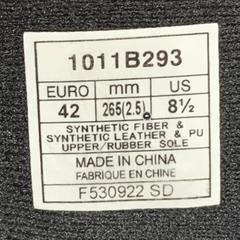 1011B293
EURO mm US
42 265(2.5) 8½
SYNTHETIC FIBER &
SYNTHETIC LEATHER & PU
UPPER/RUBBER SOLE
MADE IN CHINA
FABRIQUE EN CHINE
F530922 SD